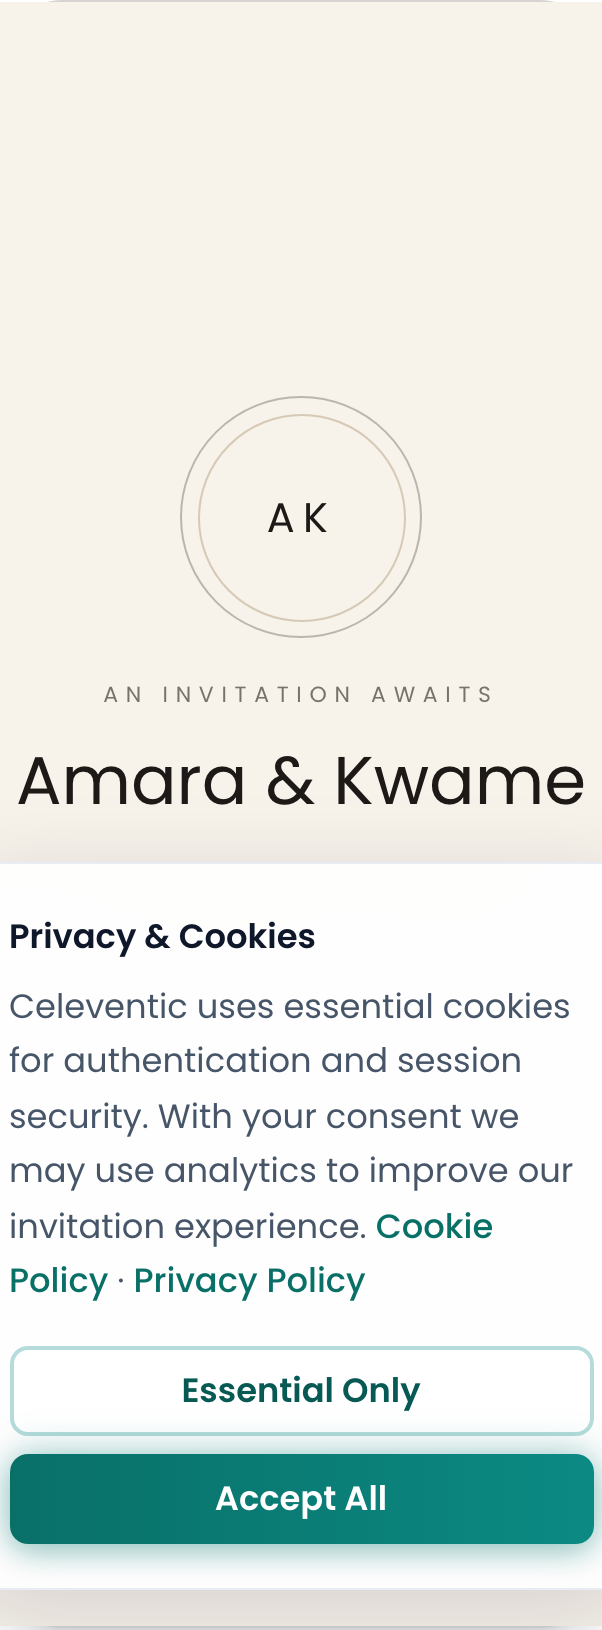 A K
AN INVITATION AWAITS
Amara & Kwame
Privacy & Cookies
Celeventic uses essential cookies
for authentication and session
security. With your consent we
may use analytics to improve our
invitation experience. Cookie
Policy · Privacy Policy
Essential Only
Accept All